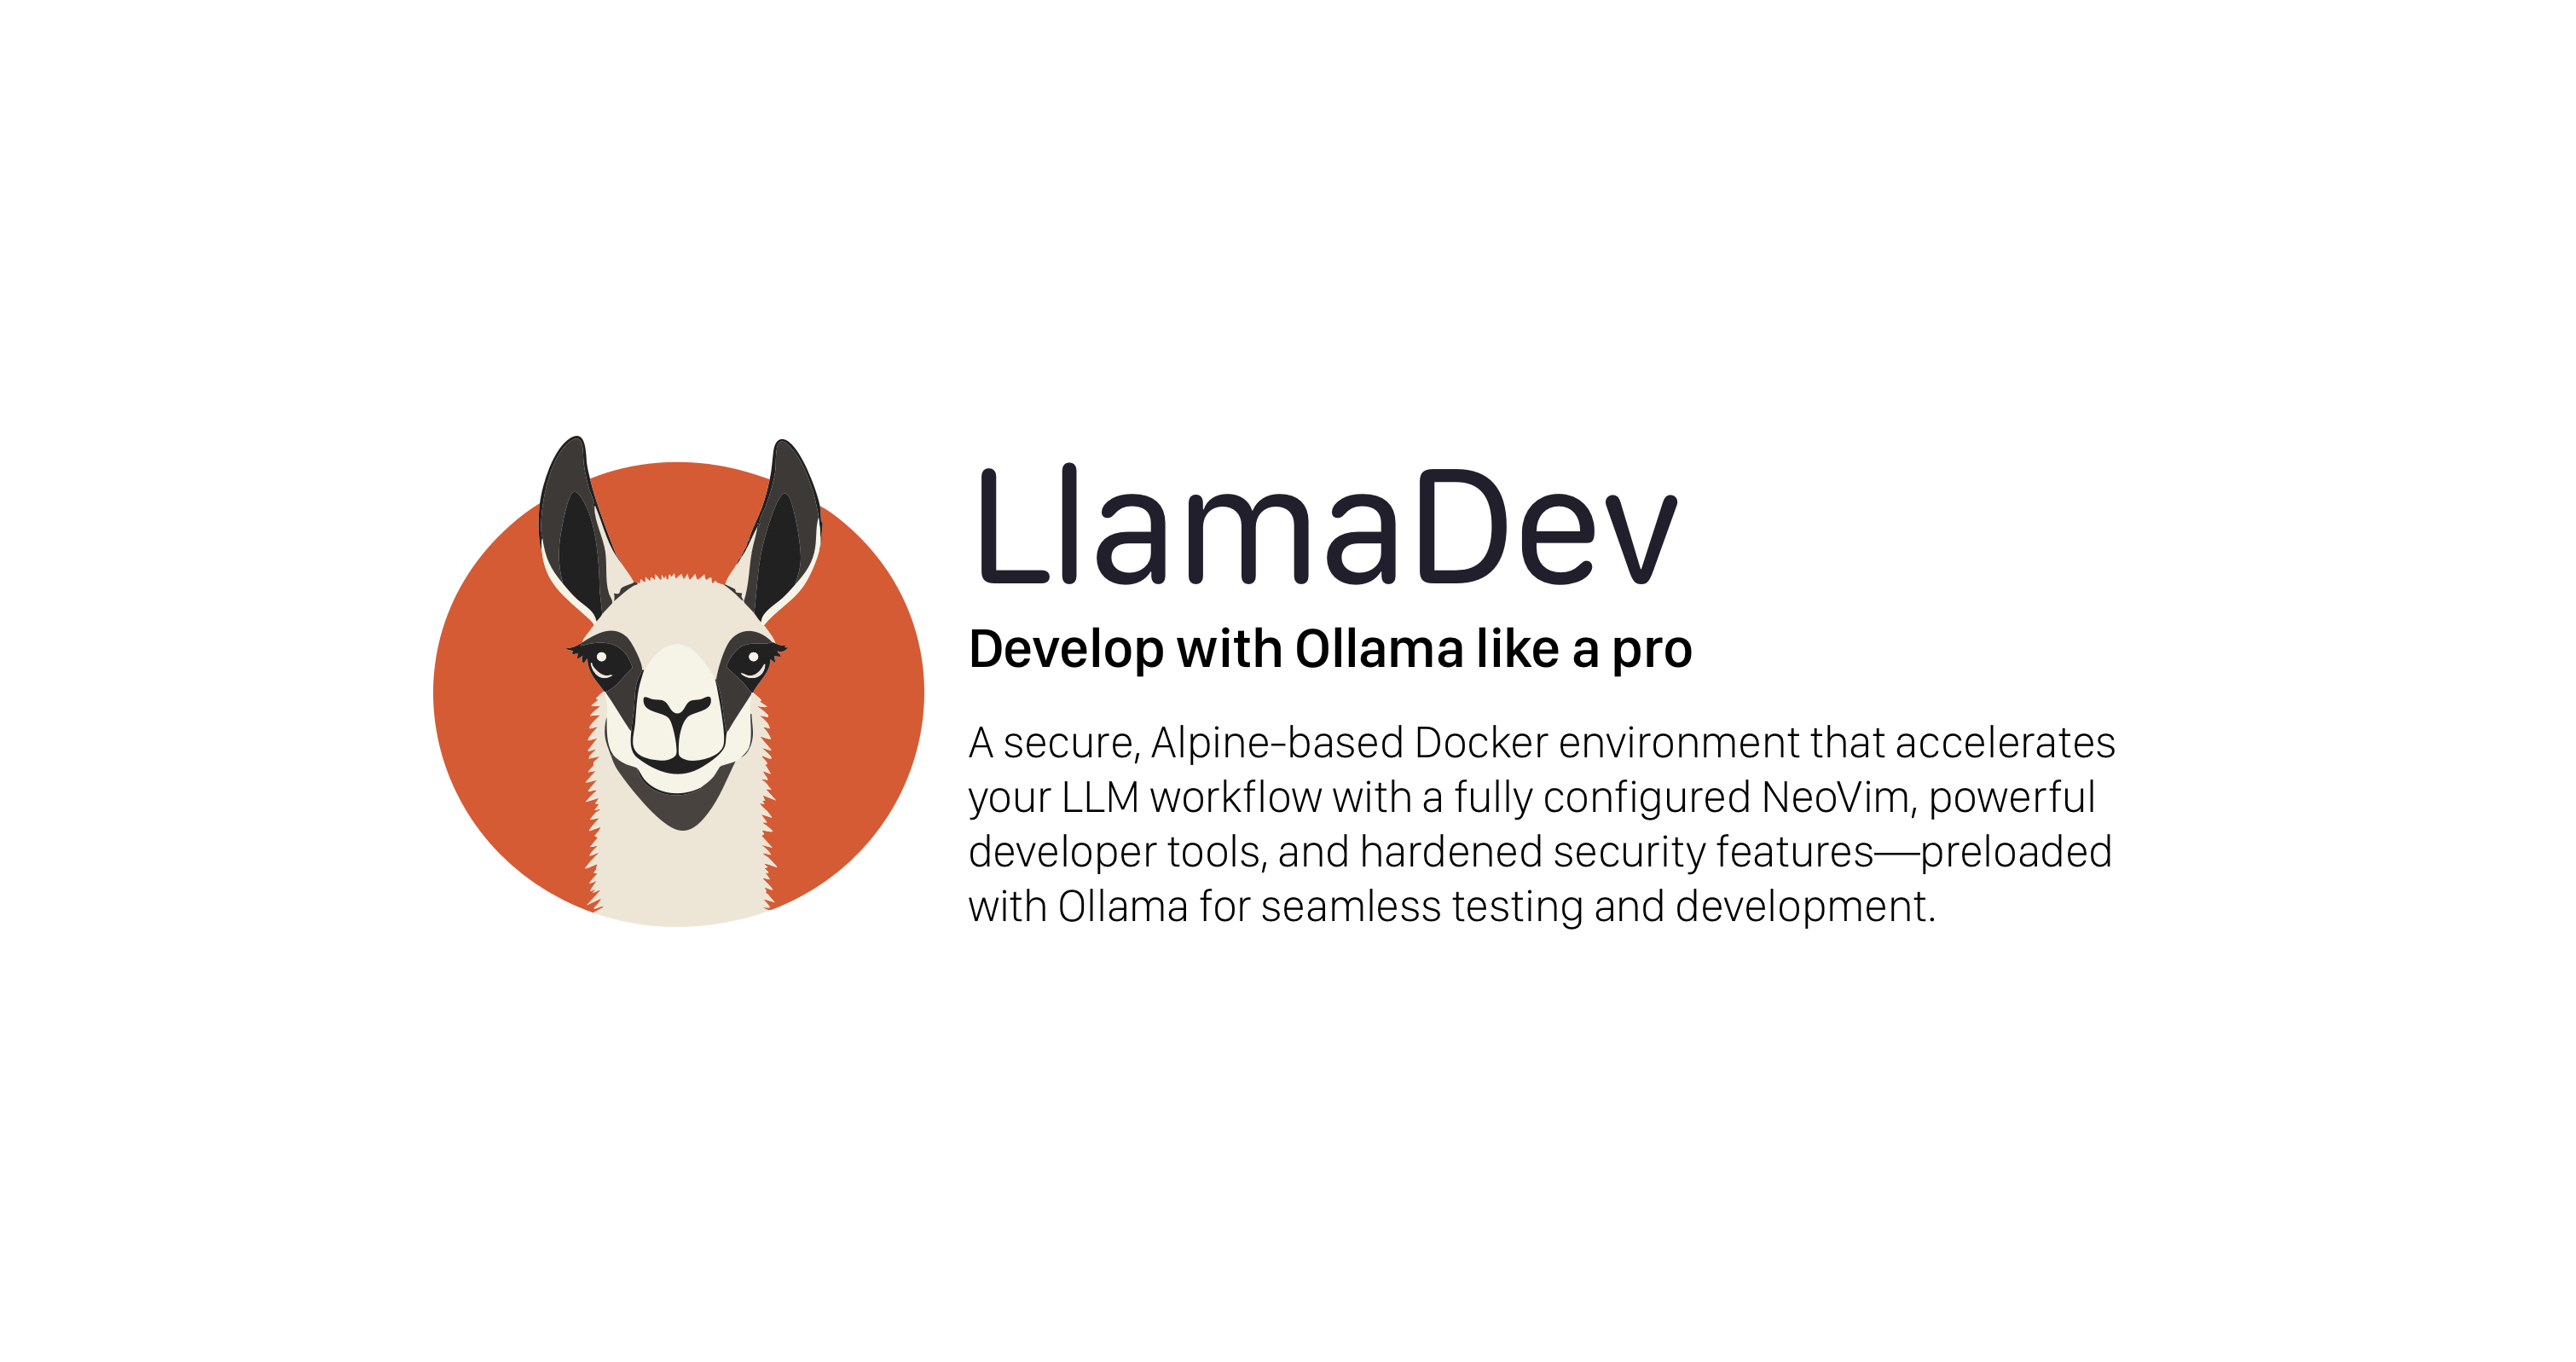 LlamaDev
Develop with Ollama like a pro
A secure, Alpine-based Docker environment that accelerates
your LLM workflow with a fully configured NeoVim, powerful
developer tools, and hardened security features—preloaded
with Ollama for seamless testing and development.